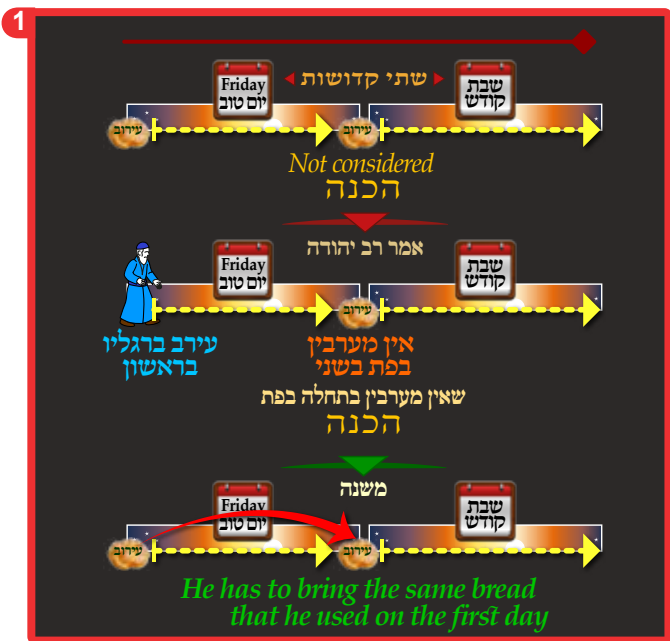 1
Friday
יום טוב
שתי קדושות
שבת
קודש
עירוב
עירוב
Not considered
הכנה
אמר רב יהודה
Friday
יום טוב
שבת
קודש
עירוב
עירב ברגליו
בראשון
אין מערבין
בפת בשני
שאין מערבין בתחלה בפת
הכנה
משנה
Friday
יום טוב
שבת
קודש
עירוב
עירוב
He has to bring the same bread
that he used on the first day